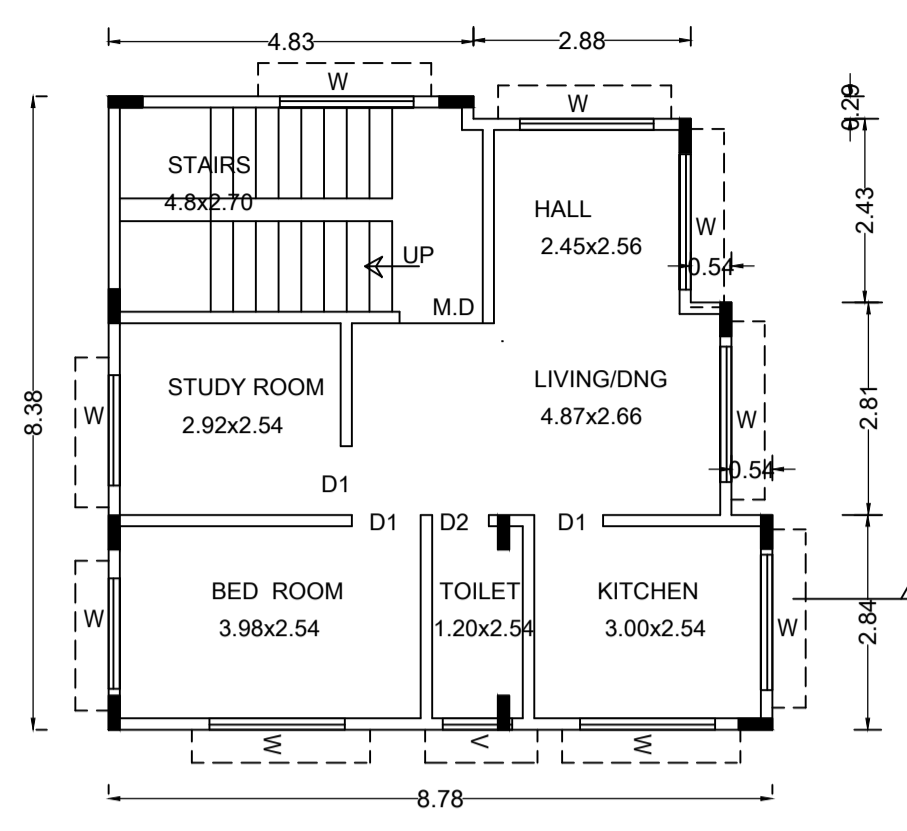 4.83
2.88
W
W
0.29
STAIRS
4.8x2.70
HALL
2.45x2.56
2.43
W
UP
0.54
M.D
STUDY ROOM
2.92x2.54
LIVING/DNG
4.87x2.66
2.81
8.38
W
W
0.54
D1
D1
D2
D1
BED ROOM
3.98x2.54
TOILET
1.20x2.54
KITCHEN
3.00x2.54
2.84
W
W
W
V
W
8.78